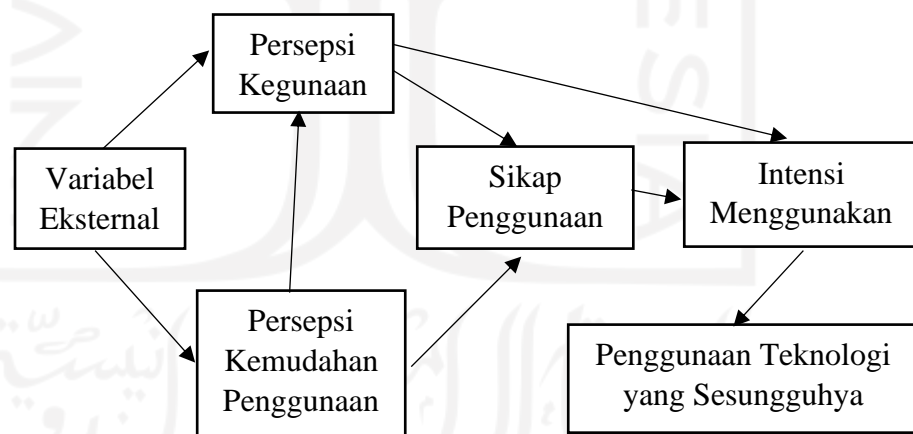 Persepsi
Kegunaan
Variabel
Eksternal
Sikap
Penggunaan
Intensi
Menggunakan
Persepsi
Kemudahan
Penggunaan
Penggunaan Teknologi
yang Sesungguhya